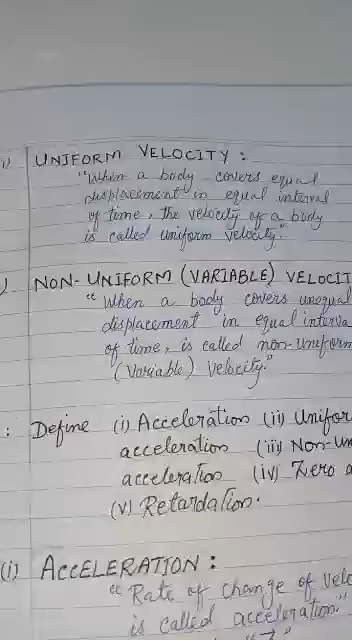 i) UNIFORM VELOCITY :
"When a body covers equal
displacement in equal interval
of time, the velocity of a body
is called uniform velocity."
) NON-UNIFORM (VARIABLE) VELOCIT
"When a body covers unequal
displacement in equal interva
of time, is called non-uniform
(Variable) velocity."
: Define (i) Acceleration (ii) Unifor
acceleration (iii) Non-un
acceleration (iv) Zero a
(v) Retardation.
(i) ACCELERATION :
"Rate of change of velo
is called acceleration."